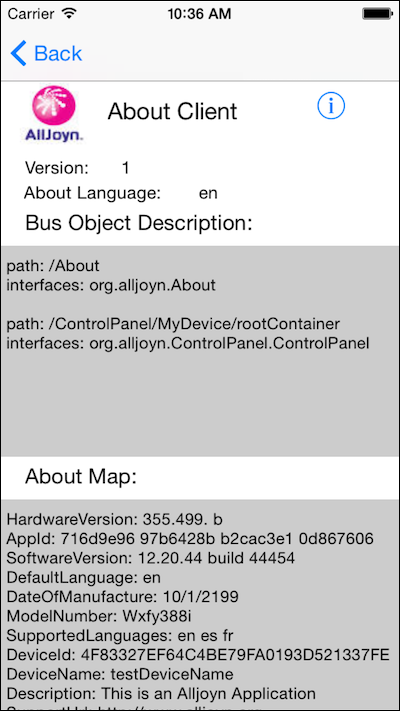 Carrier 10:36 AM
Back
AllJoyn.
About Client
Version: 1
About Language: en
Bus Object Description:
path: /About
interfaces: org.alljoyn.About
path: /ControlPanel/MyDevice/rootContainer
interfaces: org.alljoyn.ControlPanel.ControlPanel
About Map:
HardwareVersion: 355.499. b
AppId: 716d9e96 97b6428b b2cac3e1 0d867606
SoftwareVersion: 12.20.44 build 44454
DefaultLanguage: en
DateOfManufacture: 10/1/2199
ModelNumber: Wxfy388i
SupportedLanguages: en es fr
DeviceId: 4F83327EF64C4BE79FA0193D521337FE
DeviceName: testDeviceName
Description: This is an Alljoyn Application